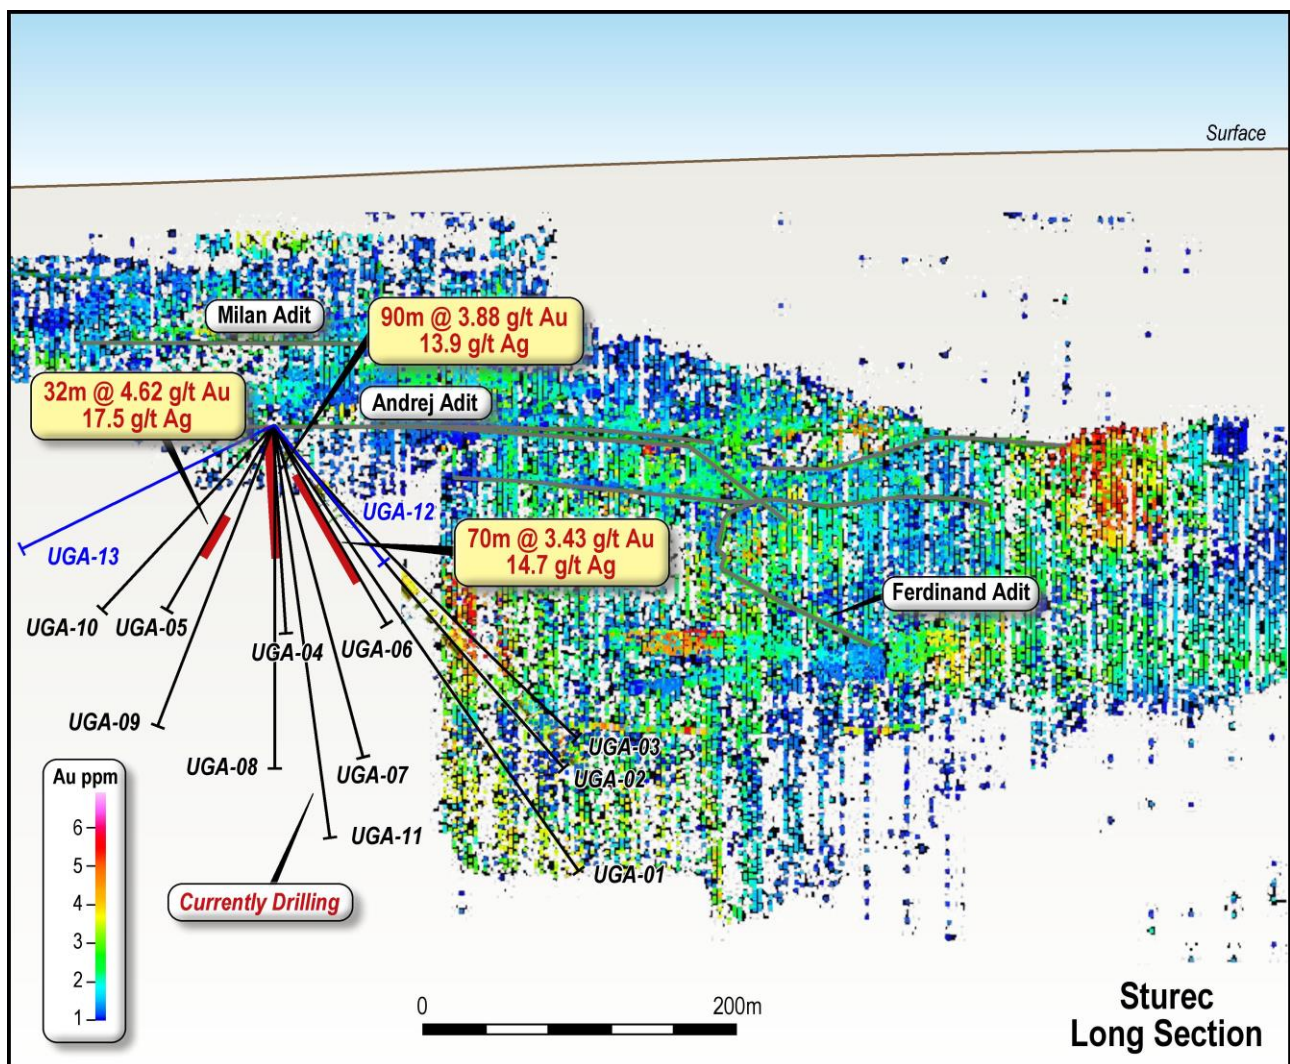 Surface
Milan Adit
90m @ 3.88 g/t Au
13.9 g/t Ag
32m @ 4.62 g/t Au
17.5 g/t Ag
Andrej Adit
UGA-12
70m @ 3.43 g/t Au
14.7 g/t Ag
UGA-13
Ferdinand Adit
UGA-10
UGA-05
UGA-04
UGA-06
UGA-09
UGA-08
UGA-07
UGA-03
UGA-02
UGA-11
UGA-01
Au ppm
6
5
4
3
2
1
Currently Drilling
0
200m
Sturec
Long Section